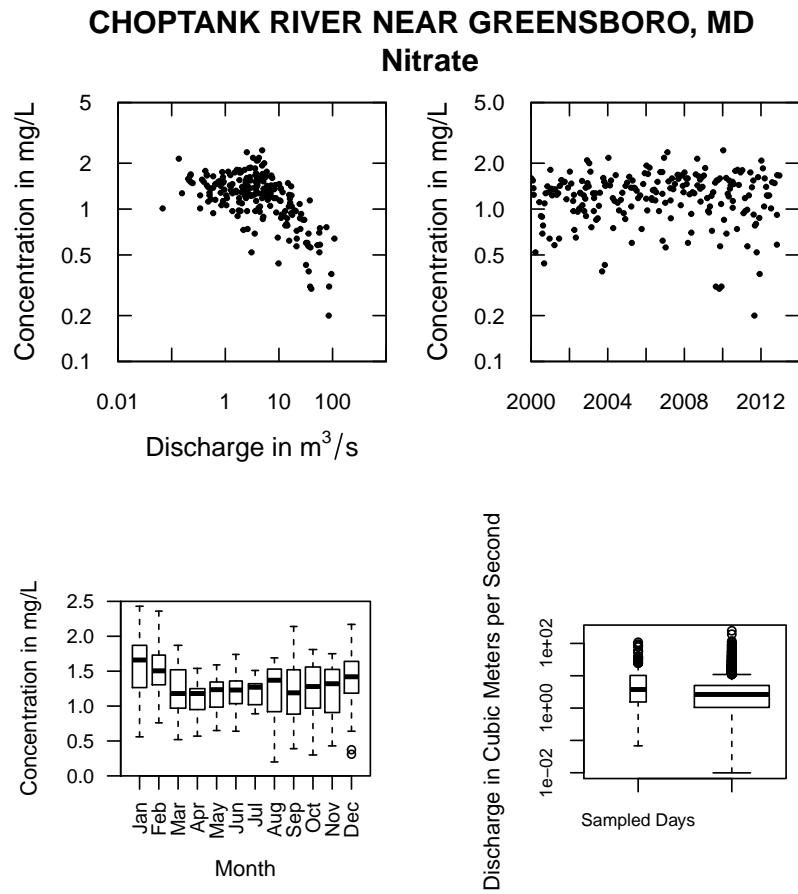 CHOPTANK RIVER NEAR GREENSBORO, MD
Nitrate
Concentration in mg/L
5
2
1
0.5
0.2
0.1
0.01 1 10 100
Discharge in m³/s
Concentration in mg/L
5.0
2.0
1.0
0.5
0.2
0.1
2000 2004 2008 2012
Concentration in mg/L
2.5
2.0
1.5
1.0
0.5
0.0
Jan Feb Mar Apr May Jun Jul Aug Sep Oct Nov Dec
Month
Discharge in Cubic Meters per Second
1e+02
1e+00
1e−02
Sampled Days